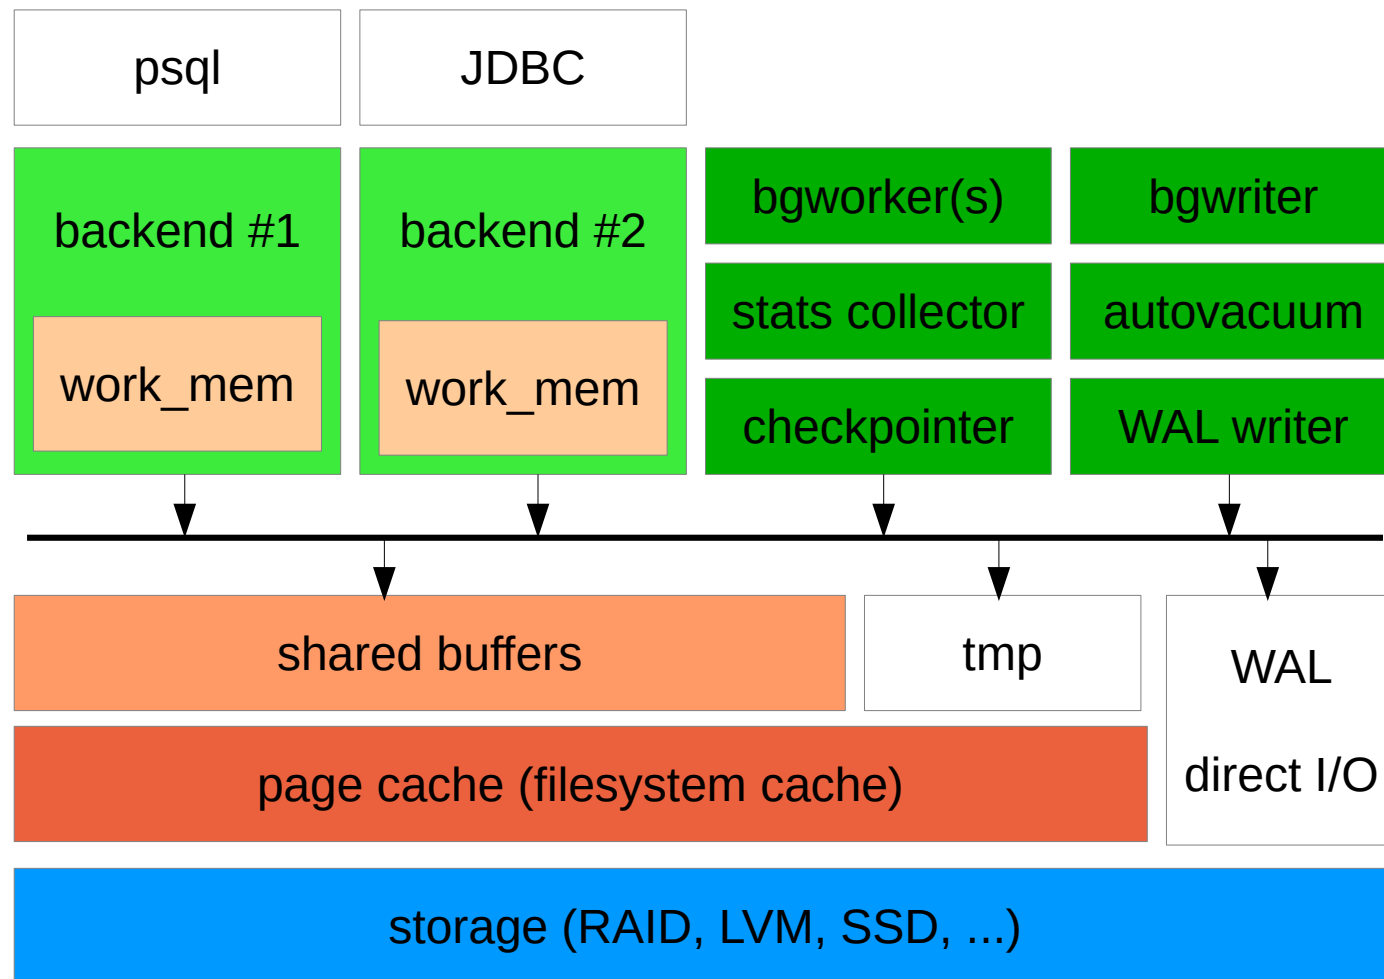 psql
JDBC
backend #1
backend #2
bgworker(s)
bgwriter
stats collector
autovacuum
work_mem
work_mem
checkpointer
WAL writer
shared buffers
tmp
WAL
direct I/O
page cache (filesystem cache)
storage (RAID, LVM, SSD, ...)